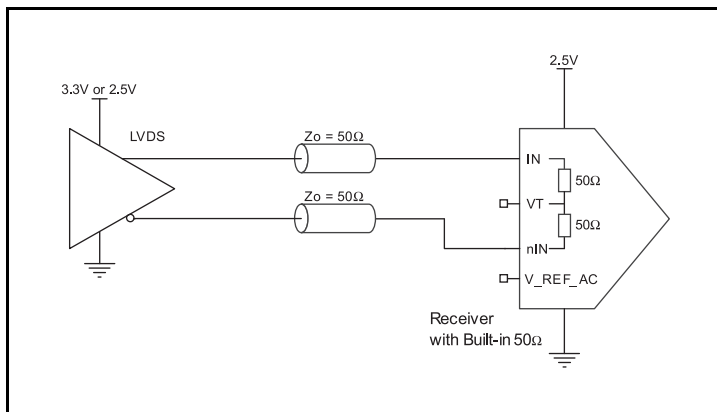 3.3V or 2.5V
LVDS
Zo = 50Ω
Zo = 50Ω
2.5V
IN
50Ω
VT
50Ω
nIN
V_REF_AC
Receiver
with Built-in 50Ω